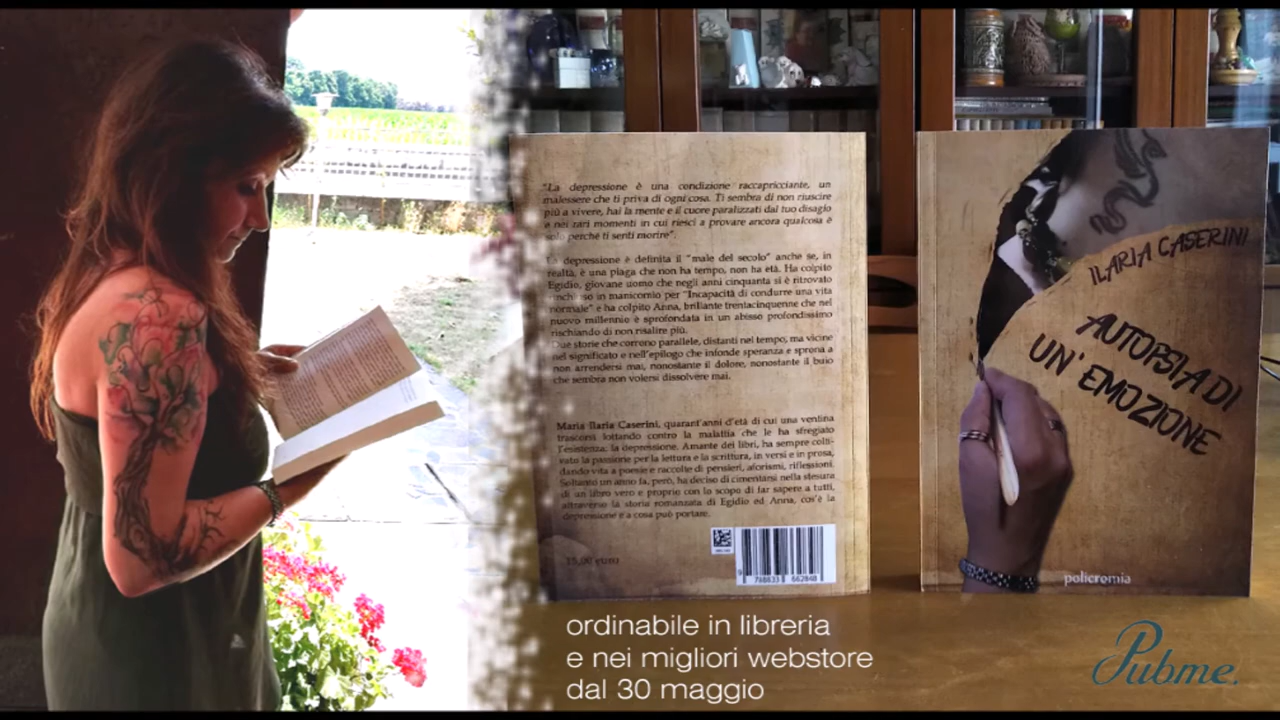 "La depressione è una condizione raccapricciante, un
malessere che ti priva di ogni cosa. Ti sembra di non riuscire
più a vivere, hai la mente e il cuore paralizzati dal tuo disagio
e nei rari momenti in cui riesci a provare ancora qualcosa è
solo perché ti senti morire".
La depressione è definita il "male del secolo" anche se, in
realtà, è una piaga che non ha tempo, non ha età. Ha colpito
Egidio, giovane uomo che negli anni cinquanta si è ritrovato
rinchiuso in manicomio per "Incapacità di condurre una vita
normale" e ha colpito Anna, brillante trentacinquenne che nel
nuovo millennio è sprofondata in un abisso profondissimo
rischiando di non risalire più.
Due storie che corrono parallele, distanti nel tempo, ma vicine
nel significato e nell'epilogo che infonde speranza e sprona a
non arrendersi mai, nonostante il dolore, nonostante il buio
che sembra non volersi dissolvere mai.
Maria Ilaria Caserini, quarant'anni d'età di cui una ventina
trascorsi lottando contro la malattia che le ha sfregiato
l'esistenza: la depressione. Amante dei libri, ha sempre colti-
vato la passione per la lettura e la scrittura, in versi e in prosa,
dando vita a poesie e raccolte di pensieri, aforismi, riflessioni.
Soltanto un anno fa, però, ha deciso di cimentarsi nella stesura
di un libro vero e proprio con lo scopo di far sapere a tutti,
attraverso la storia romanzata di Egidio ed Anna, cos'è la
depressione e a cosa può portare.
15,00 euro
9 788833 662848
ILARIA CASERINI
AUTOPSIA DI
UN' EMOZIONE
policromia
ordinabile in libreria
e nei migliori webstore
dal 30 maggio
Pubme.